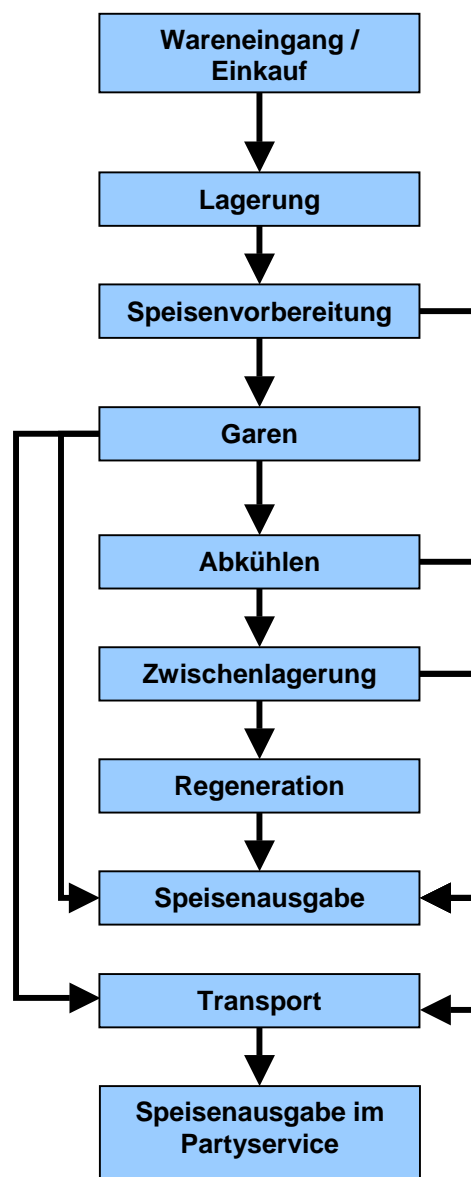 Wareneingang /
Einkauf
Lagerung
Speisenvorbereitung
Garen
Abkühlen
Zwischenlagerung
Regeneration
Speisenausgabe
Transport
Speisenausgabe im
Partyservice